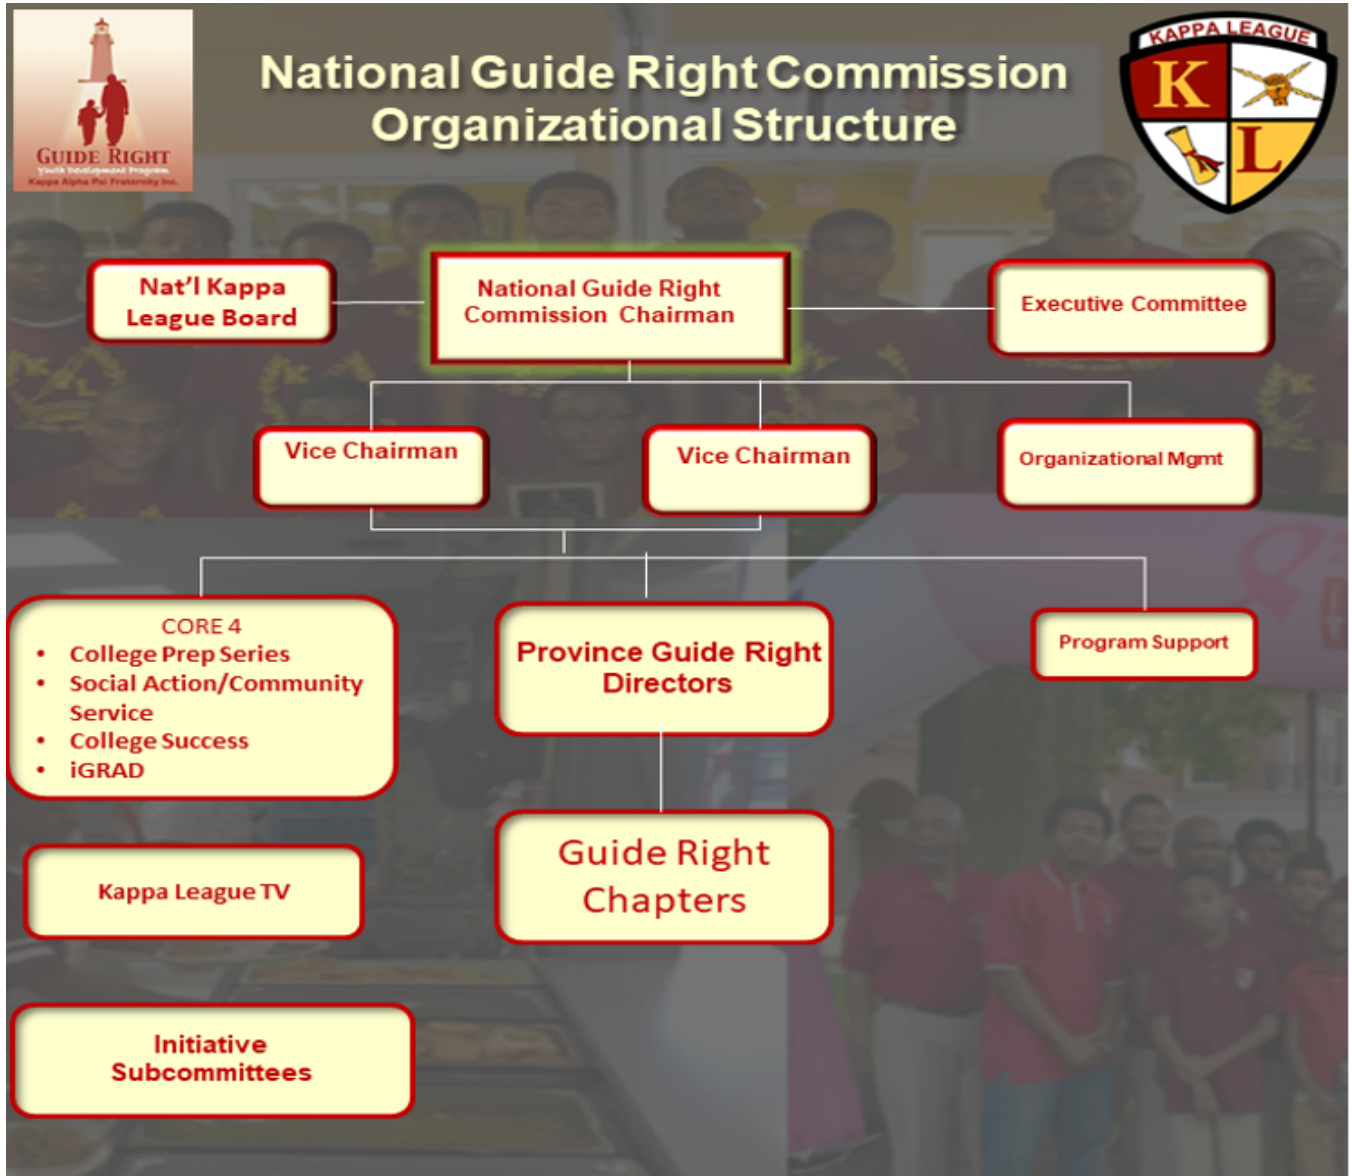 National Guide Right Commission
Organizational Structure
GUIDE RIGHT
Youth Development Program
Kappa Alpha Psi Fraternity Inc.
KAPPA LEAGUE
K
L
Nat'l Kappa
League Board
National Guide Right
Commission Chairman
Executive Committee
Vice Chairman
Vice Chairman
Organizational Mgmt
CORE 4
• College Prep Series
• Social Action/Community
Service
• College Success
• iGRAD
Province Guide Right
Directors
Program Support
Guide Right
Chapters
Kappa League TV
Initiative
Subcommittees